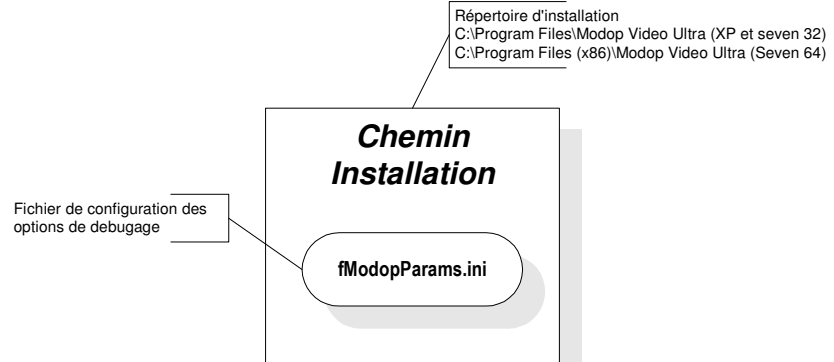 Répertoire d'installation
C:\Program Files\Modop Video Ultra (XP et seven 32)
C:\Program Files (x86)\Modop Video Ultra (Seven 64)
Chemin
Installation
Fichier de configuration des
options de debugage
fModopParams.ini